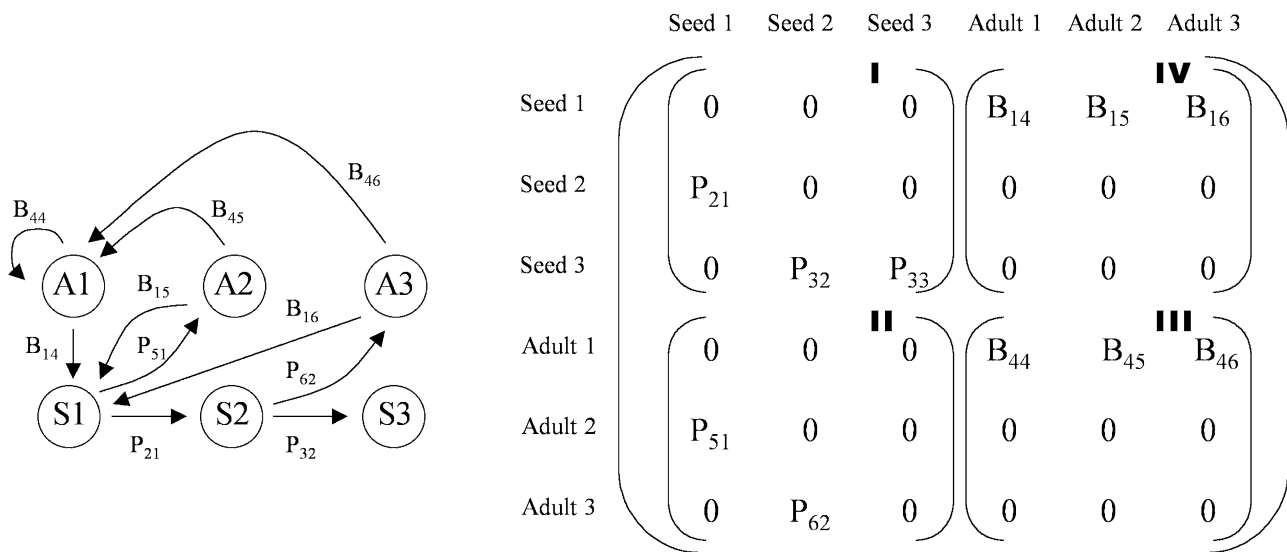 B₄₆
B₄₄ B₄₅
A1 A2 A3
B₁₅ B₁₆
B₁₄ P₅₁
P₆₂
S1 S2 S3
P₂₁ P₃₂
Seed 1 Seed 2 Seed 3 Adult 1 Adult 2 Adult 3
I IV
Seed 1 0 0 0 B₁₄ B₁₅ B₁₆
Seed 2 P₂₁ 0 0 0 0 0
Seed 3 0 P₃₂ P₃₃ 0 0 0
II III
Adult 1 0 0 0 B₄₄ B₄₅ B₄₆
Adult 2 P₅₁ 0 0 0 0 0
Adult 3 0 P₆₂ 0 0 0 0